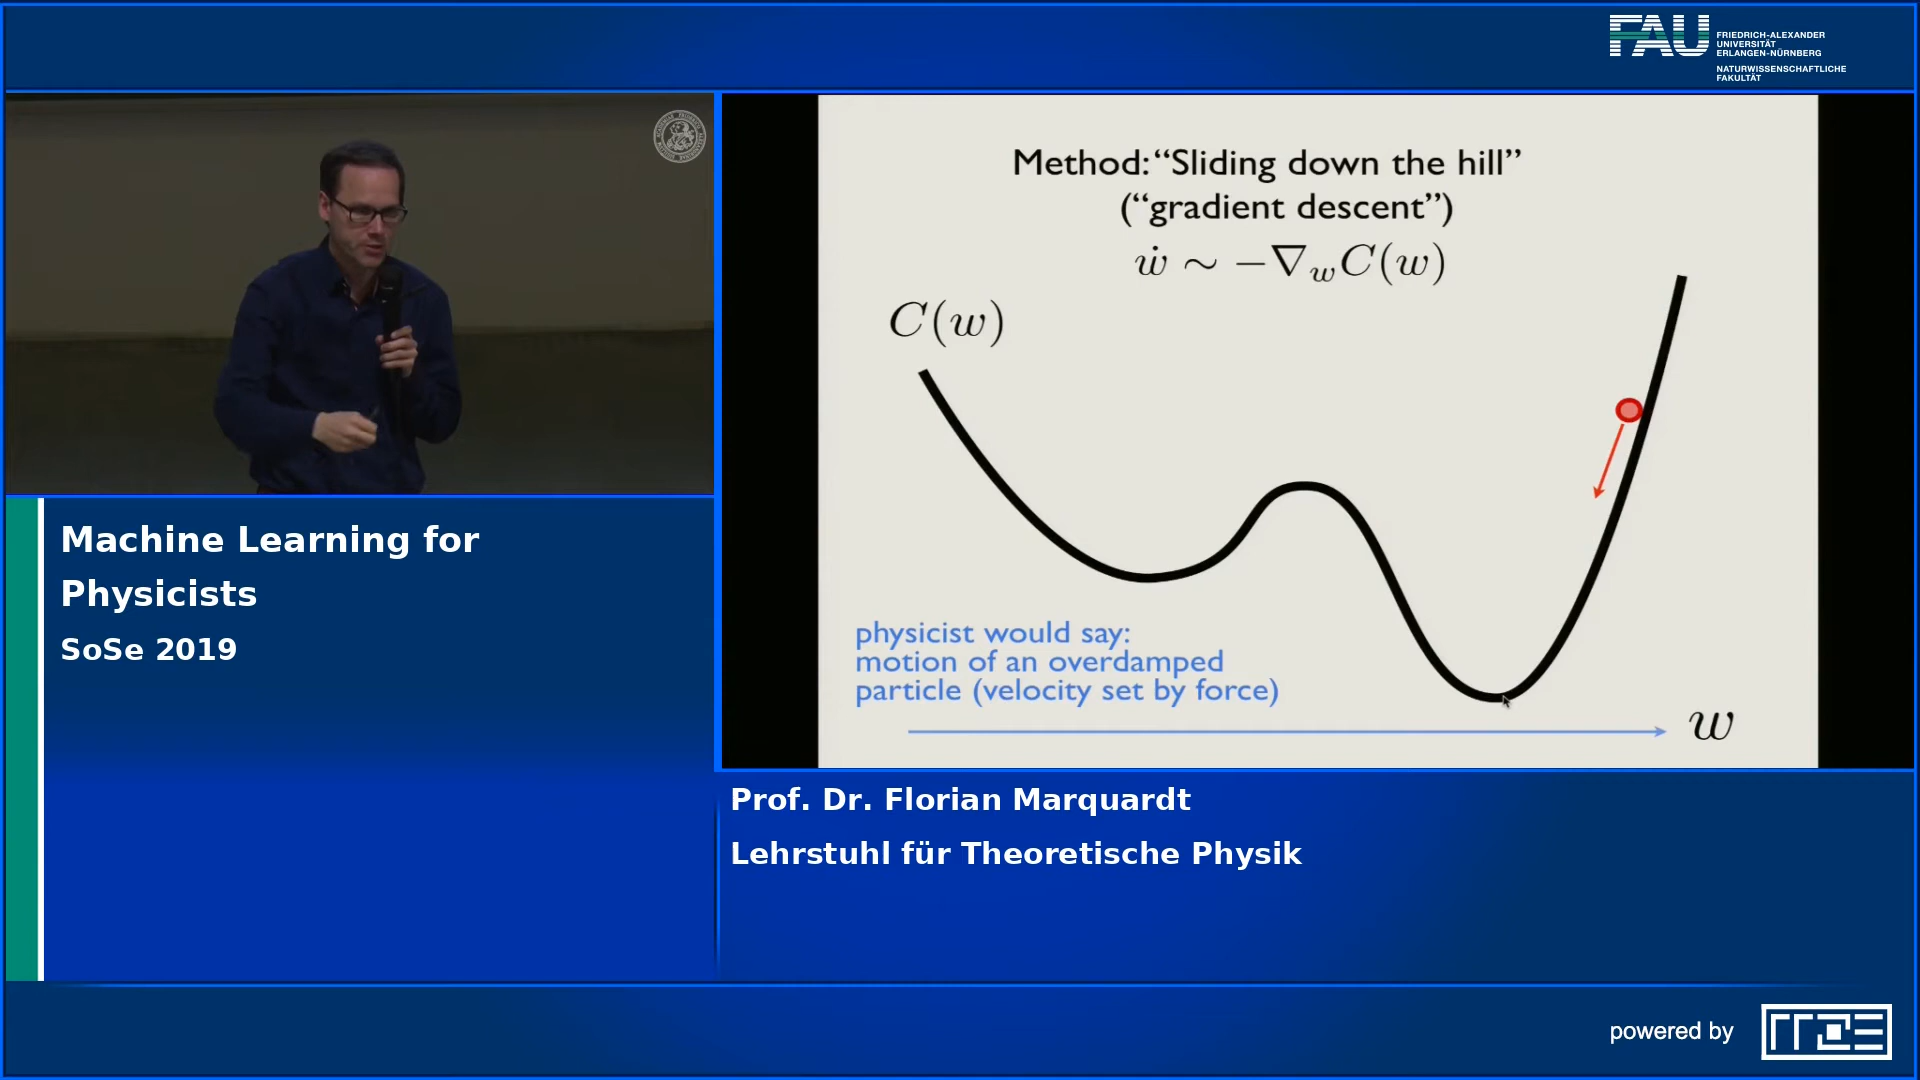 FAU
FRIEDRICH-ALEXANDER
UNIVERSITÄT
ERLANGEN-NÜRNBERG
NATURWISSENSCHAFTLICHE
FAKULTÄT
Method: “Sliding down the hill”
(“gradient descent”)
ẇ ∼ −∇_w C(w)
C(w)
physicist would say:
motion of an overdamped
particle (velocity set by force)
w
Machine Learning for
Physicists
SoSe 2019
Prof. Dr. Florian Marquardt
Lehrstuhl für Theoretische Physik
powered by
rrze